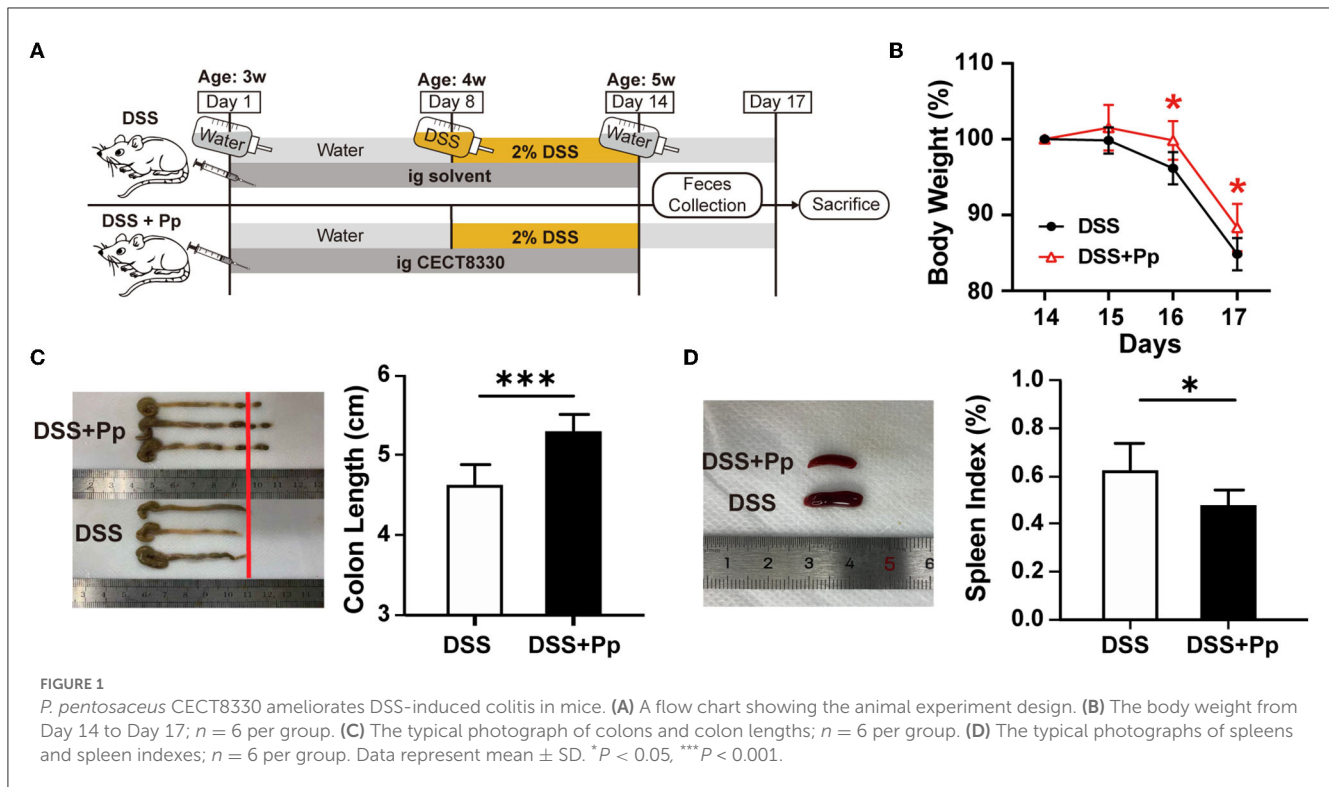 A
Age: 3w
Age: 4w
Age: 5w
Day 1
Day 8
Day 14
Day 17
DSS
Water
DSS
Water
Water
2% DSS
ig solvent
Feces
Collection
Sacrifice
DSS + Pp
Water
2% DSS
ig CECT8330
B
Body Weight (%)
110
100
90
80
*
*
DSS
DSS+Pp
14 15 16 17
Days
C
DSS+Pp
DSS
Colon Length (cm)
6
5
4
3
***
DSS DSS+Pp
D
DSS+Pp
DSS
1 2 3 4 5 6
Spleen Index (%)
1.0
0.8
0.6
0.4
0.2
0.0
*
DSS DSS+Pp
FIGURE 1
P. pentosaceus CECT8330 ameliorates DSS-induced colitis in mice. (A) A flow chart showing the animal experiment design. (B) The body weight from
Day 14 to Day 17; n = 6 per group. (C) The typical photograph of colons and colon lengths; n = 6 per group. (D) The typical photographs of spleens
and spleen indexes; n = 6 per group. Data represent mean ± SD. *P < 0.05, ***P < 0.001.